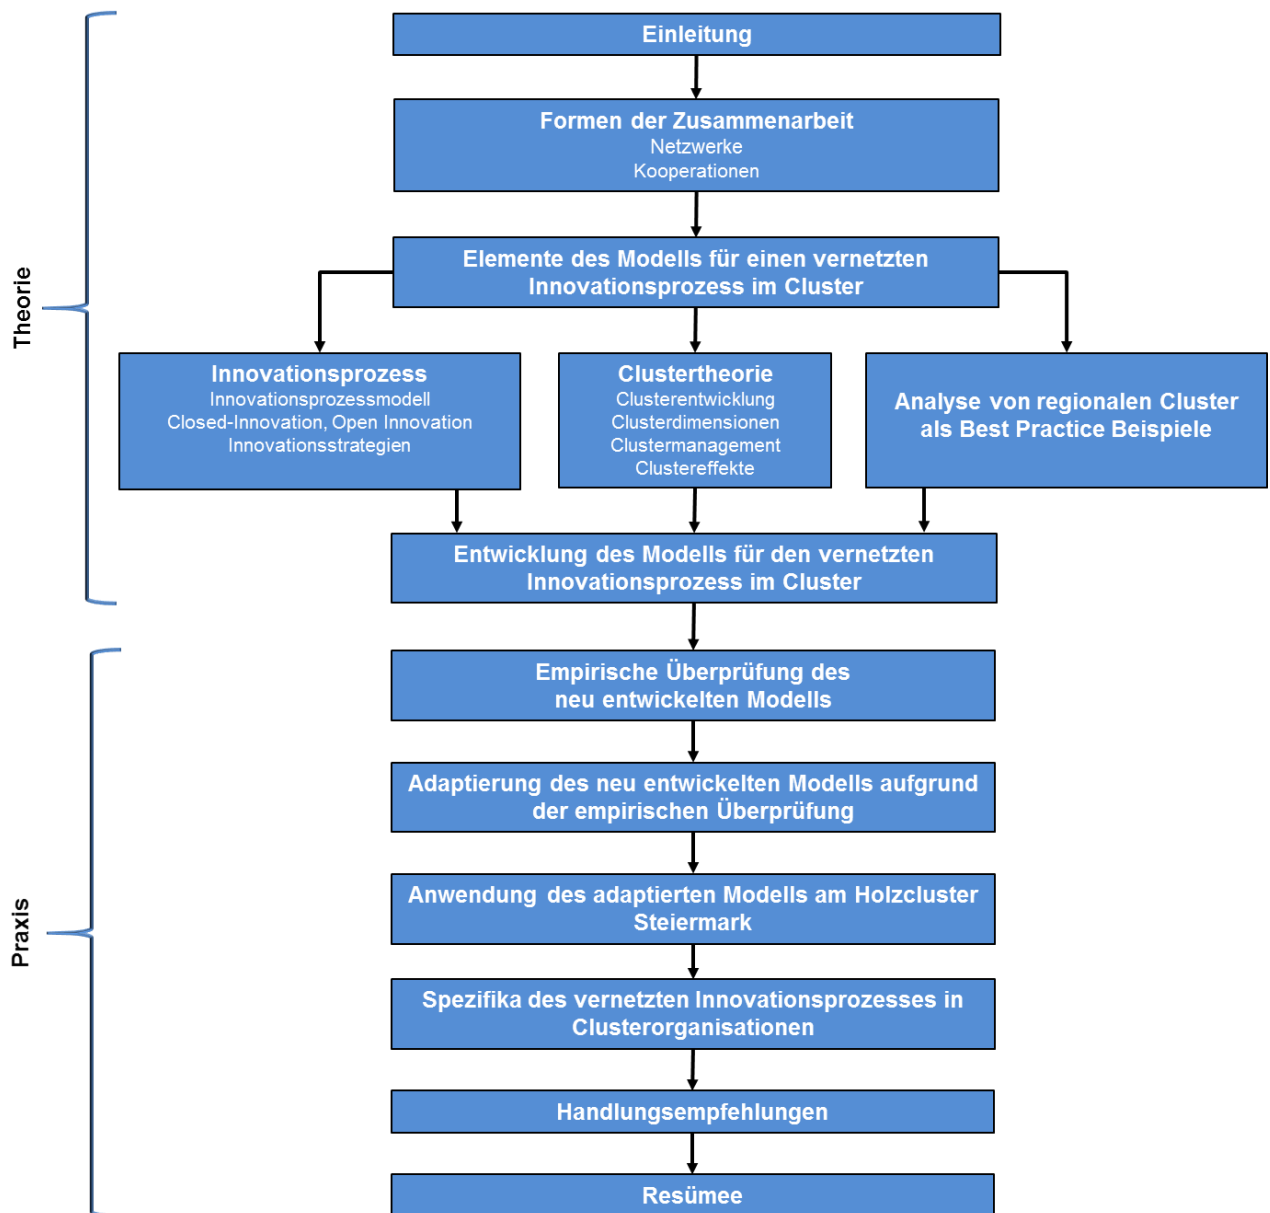 Einleitung
Formen der Zusammenarbeit
Netzwerke
Kooperationen
Elemente des Modells für einen vernetzten
Innovationsprozess im Cluster
Theorie
Innovationsprozess
Innovationsprozessmodell
Closed-Innovation, Open Innovation
Innovationsstrategien
Clustertheorie
Clusterentwicklung
Clusterdimensionen
Clustermanagement
Clustereffekte
Analyse von regionalen Cluster
als Best Practice Beispiele
Entwicklung des Modells für den vernetzten
Innovationsprozess im Cluster
Empirische Überprüfung des
neu entwickelten Modells
Adaptierung des neu entwickelten Modells aufgrund
der empirischen Überprüfung
Anwendung des adaptierten Modells am Holzcluster
Steiermark
Praxis
Spezifika des vernetzten Innovationsprozesses in
Clusterorganisationen
Handlungsempfehlungen
Resümee